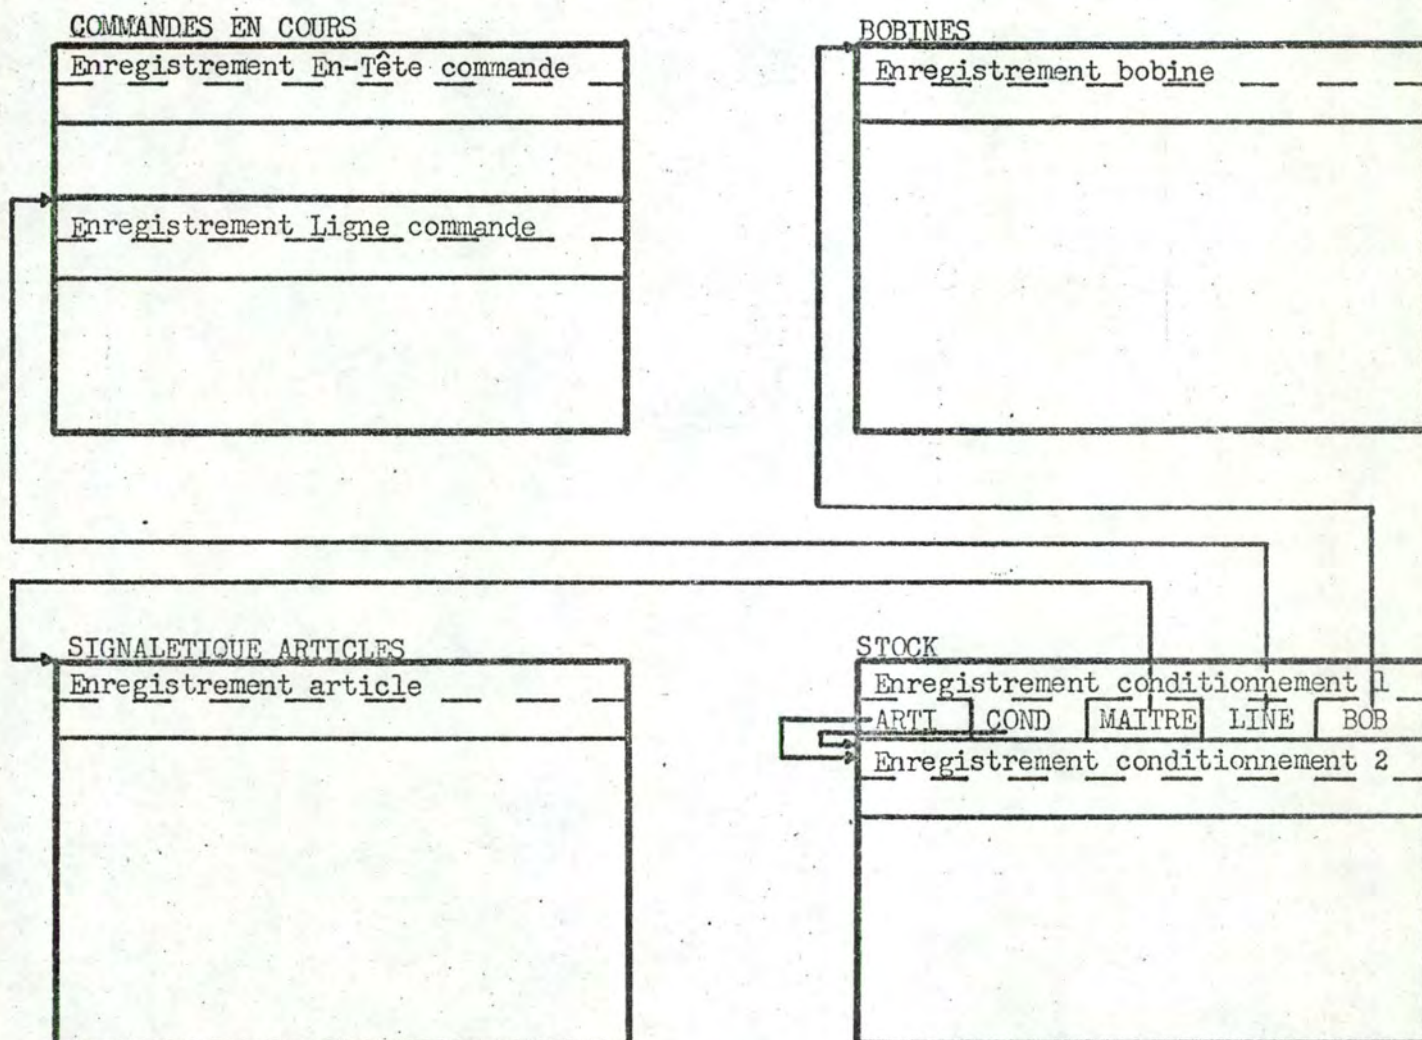 COMMANDES EN COURS
Enregistrement En-Tête commande
Enregistrement Ligne commande
BOBINES
Enregistrement bobine
SIGNALETIQUE ARTICLES
Enregistrement article
STOCK
Enregistrement conditionnement 1
ARTI COND MAITRE LINE BOB
Enregistrement conditionnement 2